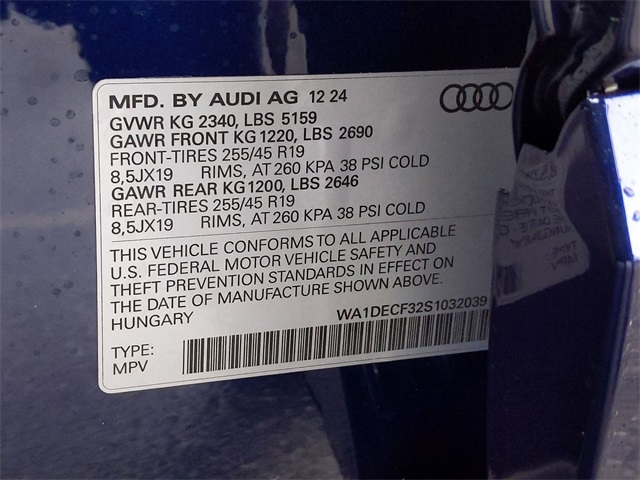 MFD. BY AUDI AG 12 24
GVWR KG 2340, LBS 5159
GAWR FRONT KG 1220, LBS 2690
FRONT-TIRES 255/45 R19
8,5JX19 RIMS, AT 260 KPA 38 PSI COLD
GAWR REAR KG 1200, LBS 2646
REAR-TIRES 255/45 R19
8,5JX19 RIMS, AT 260 KPA 38 PSI COLD
THIS VEHICLE CONFORMS TO ALL APPLICABLE
U.S. FEDERAL MOTOR VEHICLE SAFETY AND
THEFT PREVENTION STANDARDS IN EFFECT ON
THE DATE OF MANUFACTURE SHOWN ABOVE.
HUNGARY
WA1DECF32S1032039
TYPE:
MPV